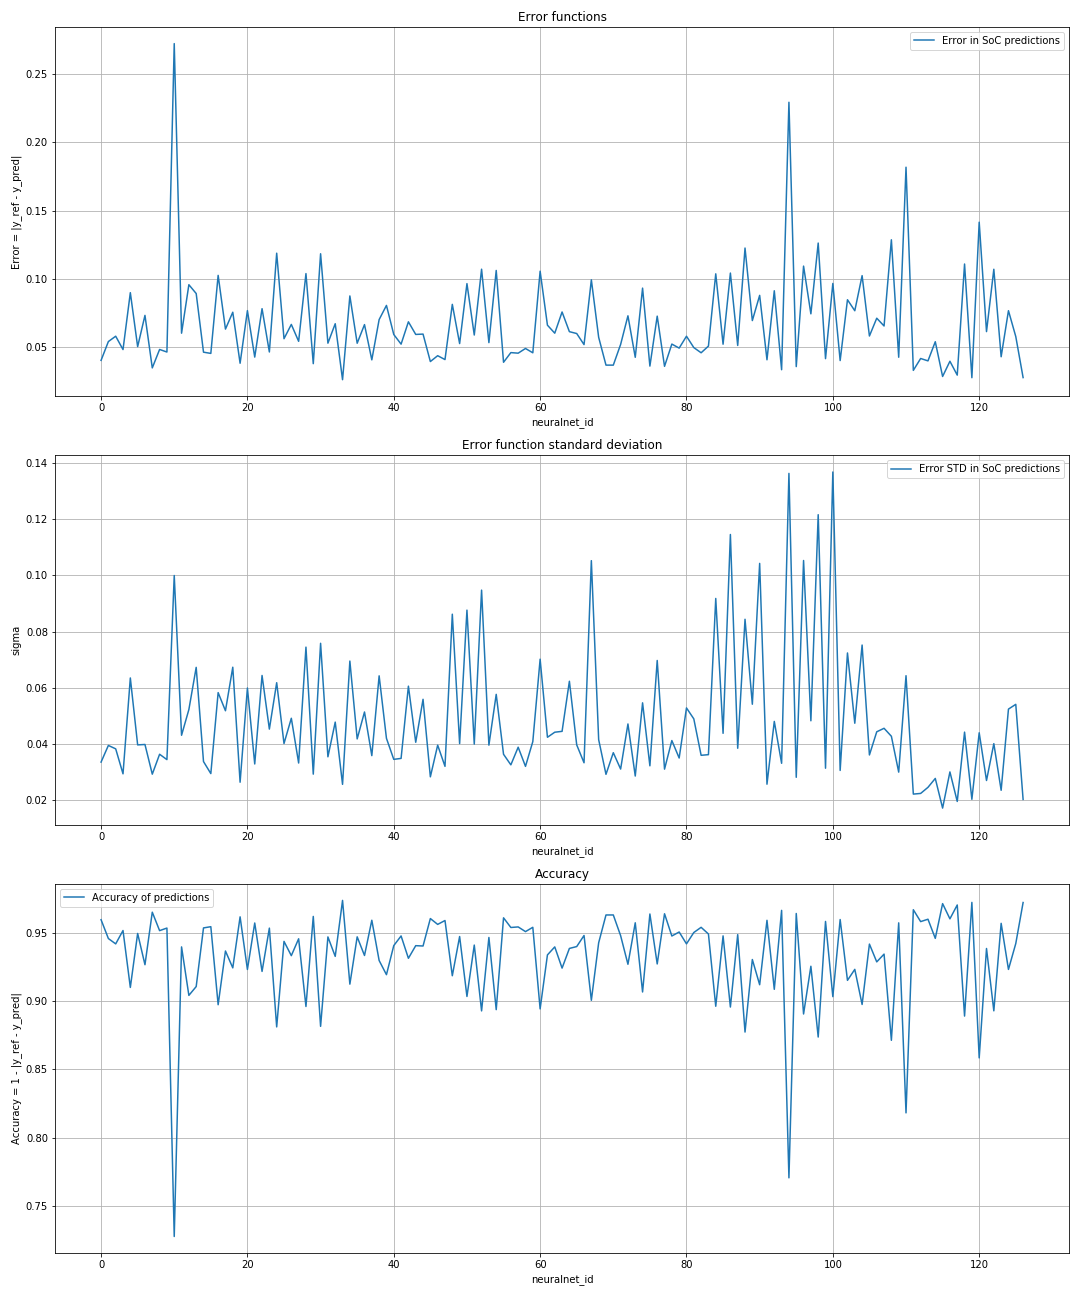 Error functions
Error in SoC predictions
Error = |y_ref - y_pred|
0.25
0.20
0.15
0.10
0.05
0 20 40 60 80 100 120
neuralnet_id
Error function standard deviation
Error STD in SoC predictions
sigma
0.14
0.12
0.10
0.08
0.06
0.04
0.02
0 20 40 60 80 100 120
neuralnet_id
Accuracy
Accuracy of predictions
Accuracy = 1 - |y_ref - y_pred|
0.95
0.90
0.85
0.80
0.75
0 20 40 60 80 100 120
neuralnet_id